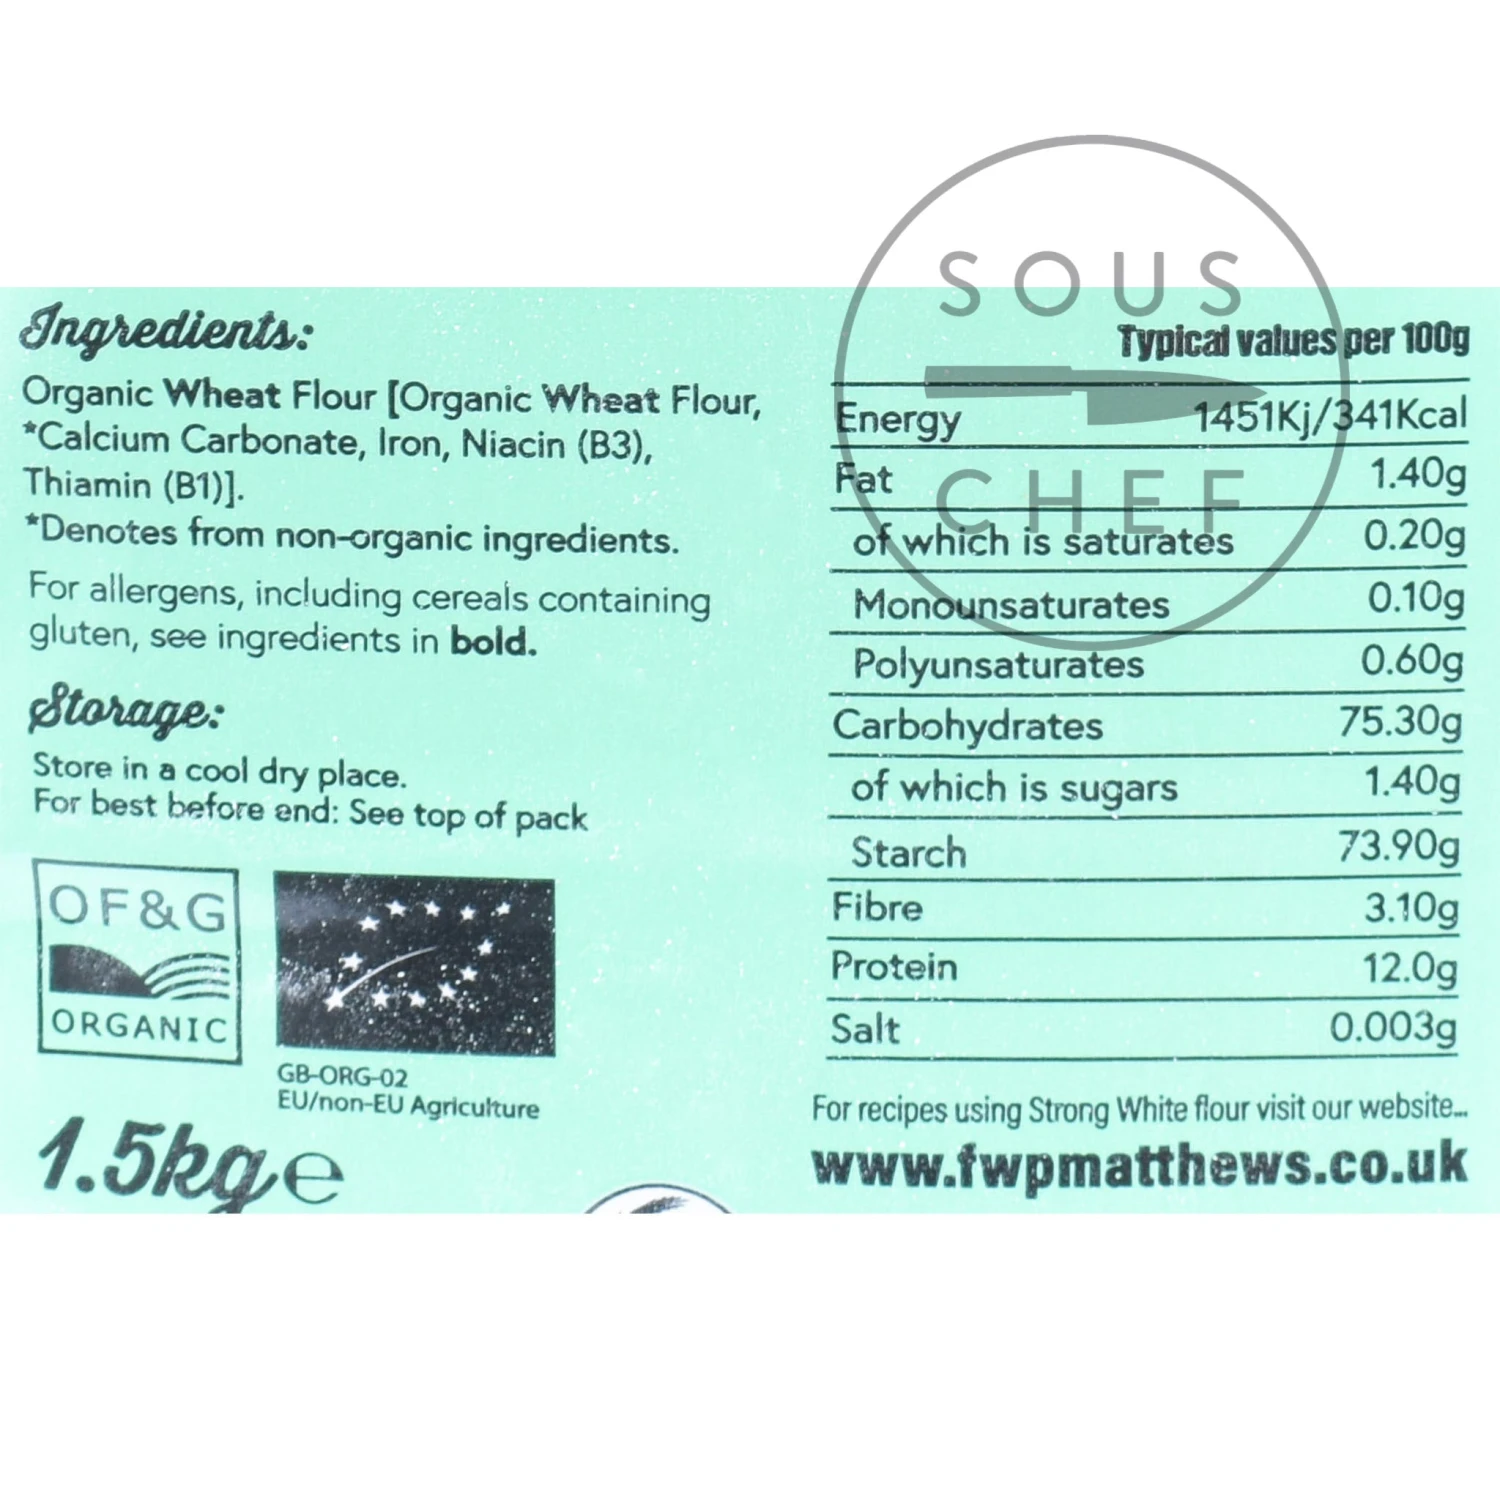 SOUS
CHEF
Ingredients:
Organic Wheat Flour [Organic Wheat Flour,
*Calcium Carbonate, Iron, Niacin (B3),
Thiamin (B1)].
*Denotes from non-organic ingredients.
For allergens, including cereals containing
gluten, see ingredients in bold.
Storage:
Store in a cool dry place.
For best before end: See top of pack
OF&G
ORGANIC
GB-ORG-02
EU/non-EU Agriculture
1.5kg e
Typical values per 100g
Energy 1451Kj/341Kcal
Fat 1.40g
of which is saturates 0.20g
Monounsaturates 0.10g
Polyunsaturates 0.60g
Carbohydrates 75.30g
of which is sugars 1.40g
Starch 73.90g
Fibre 3.10g
Protein 12.0g
Salt 0.003g
For recipes using Strong White flour visit our website...
www.fwpmatthews.co.uk